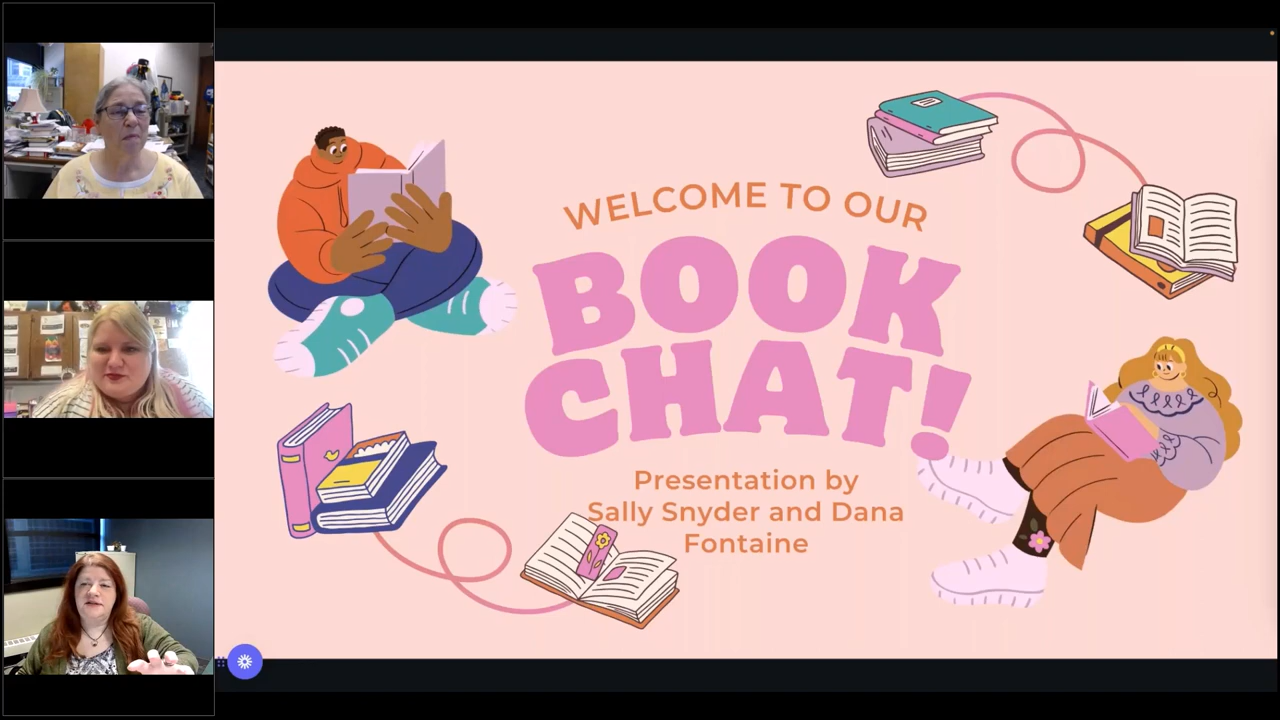 WELCOME TO OUR
BOOK
CHAT!
Presentation by
Sally Snyder and Dana
Fontaine